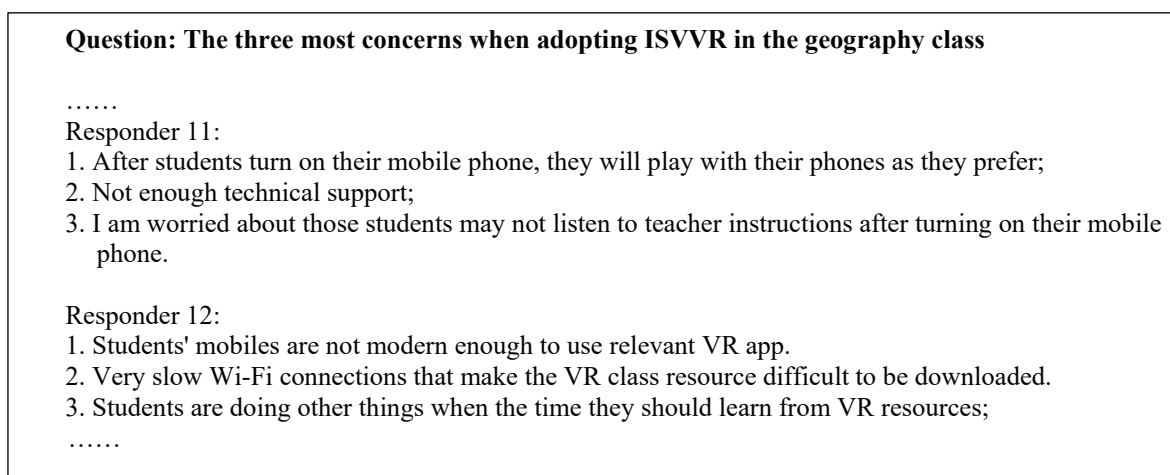 Question: The three most concerns when adopting ISVVR in the geography class
……
Responder 11:
1. After students turn on their mobile phone, they will play with their phones as they prefer;
2. Not enough technical support;
3. I am worried about those students may not listen to teacher instructions after turning on their mobile
phone.
Responder 12:
1. Students' mobiles are not modern enough to use relevant VR app.
2. Very slow Wi-Fi connections that make the VR class resource difficult to be downloaded.
3. Students are doing other things when the time they should learn from VR resources;
……